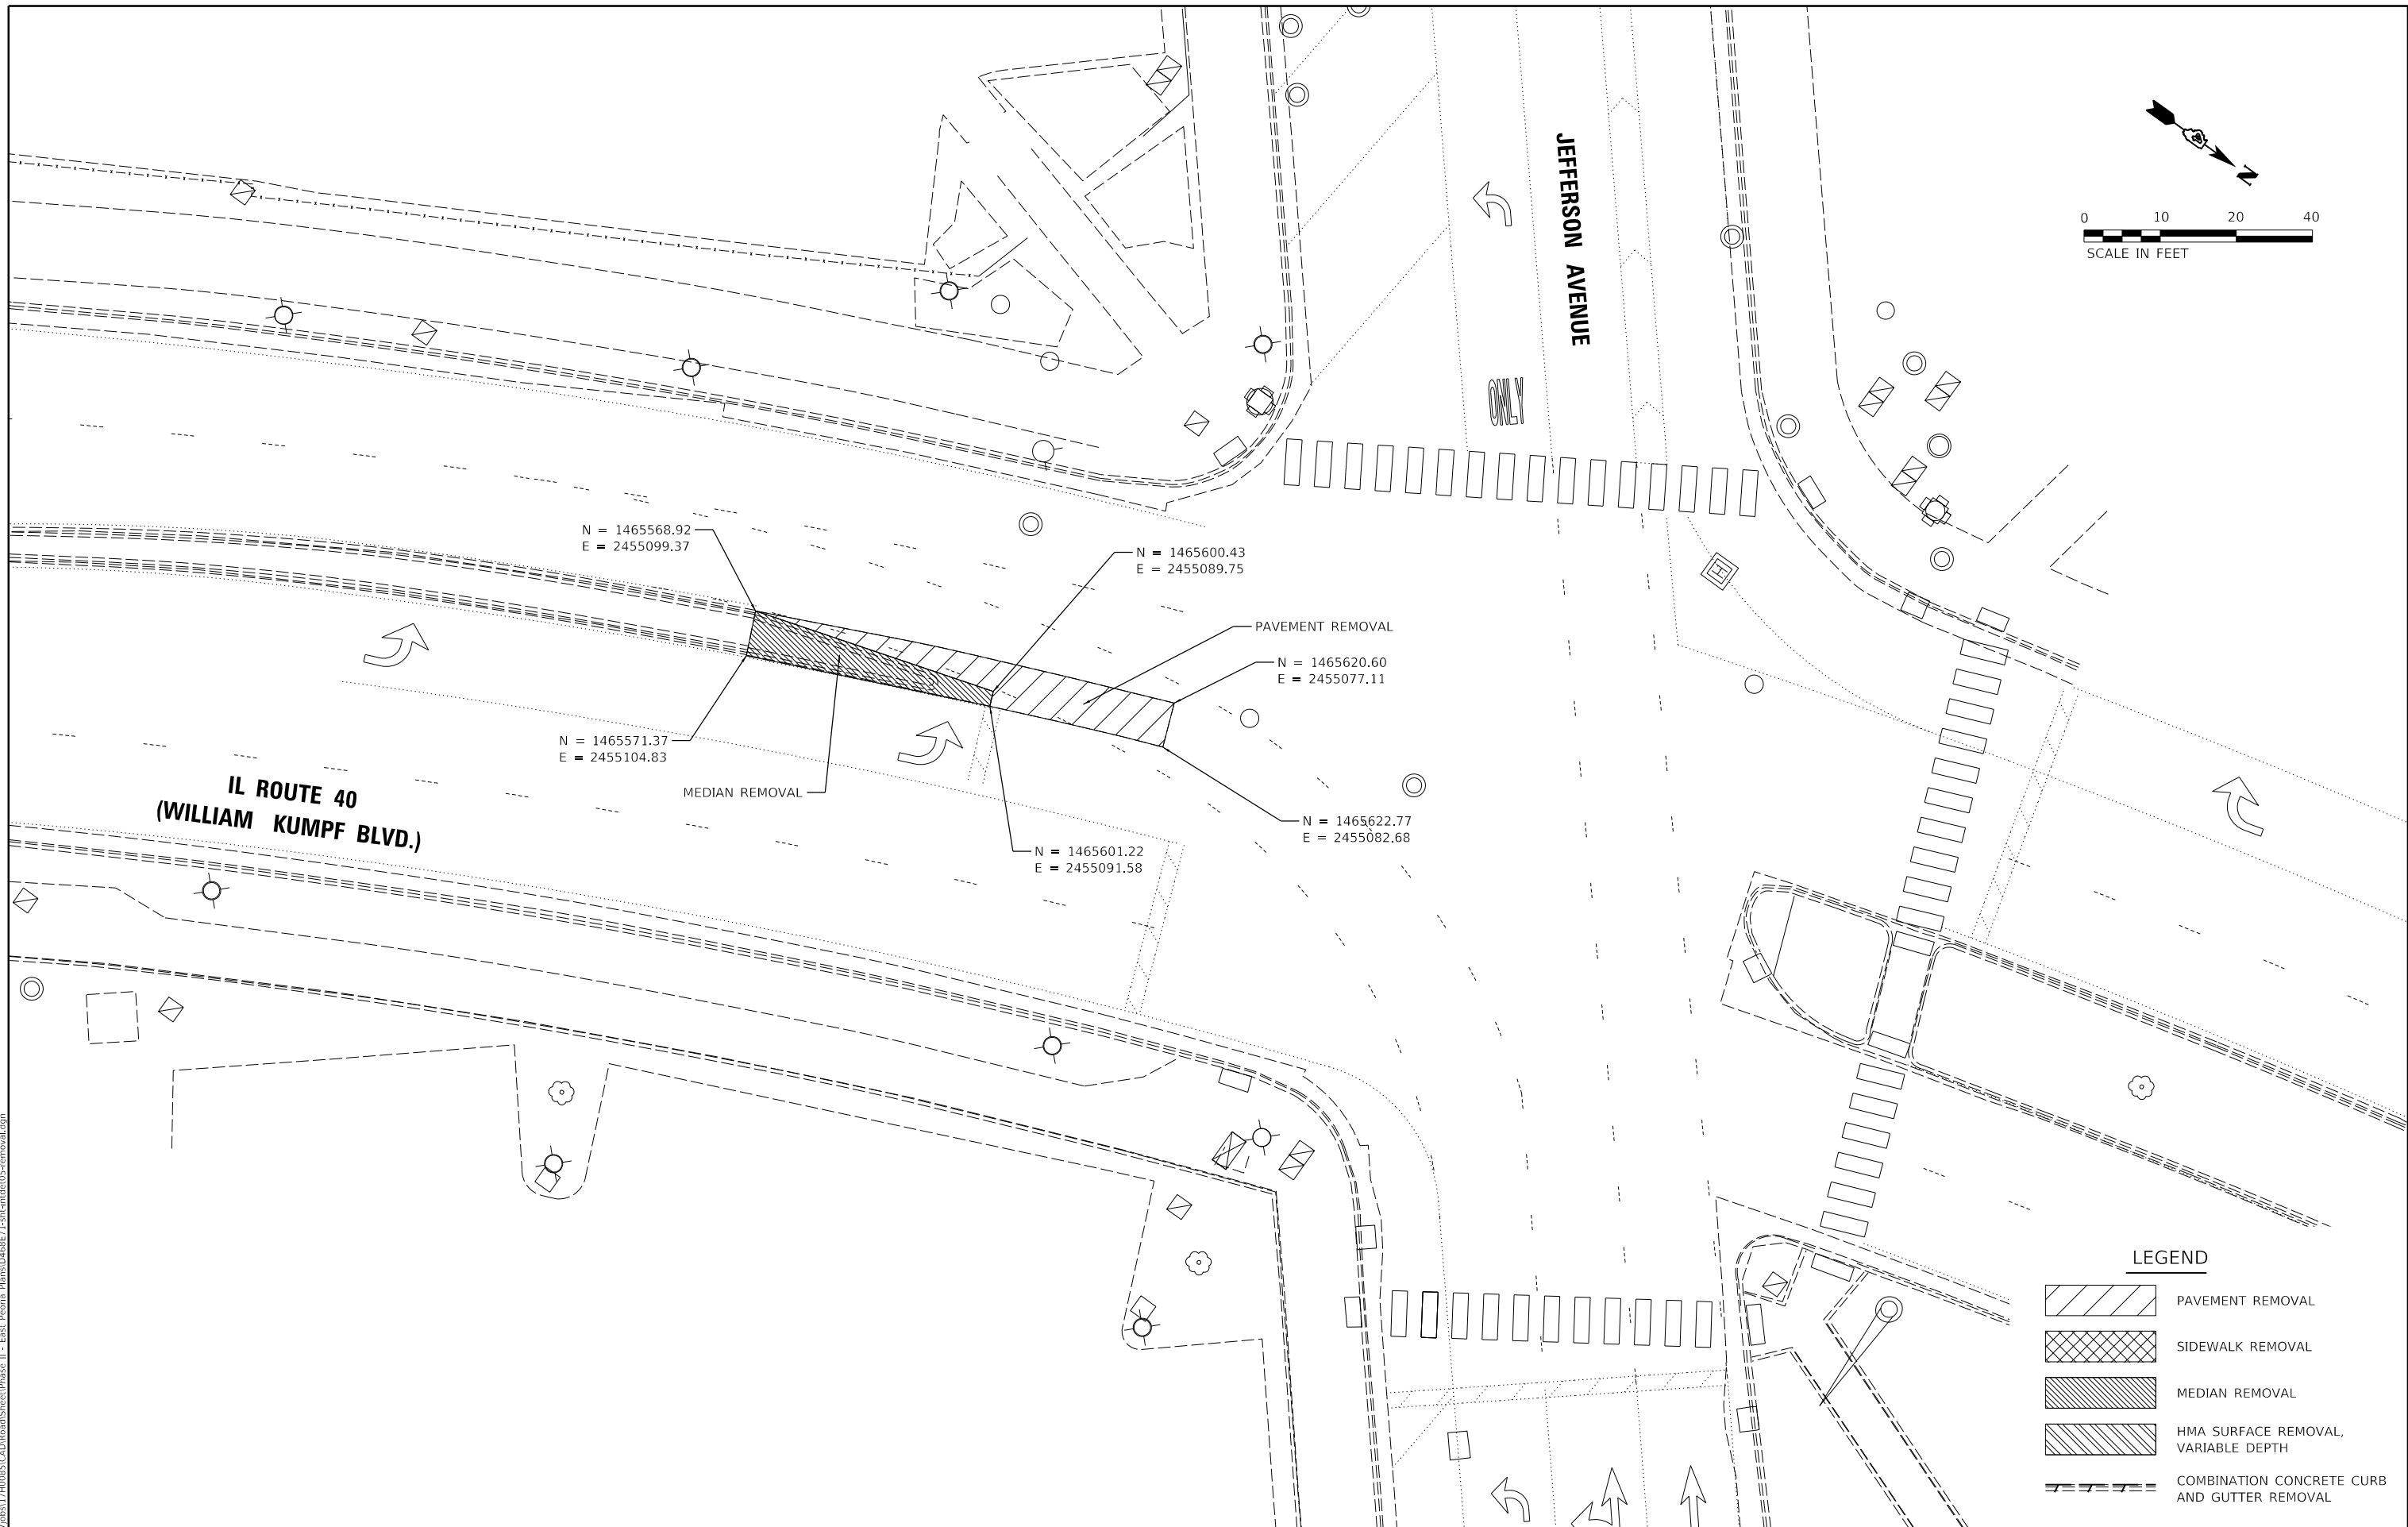 JEFFERSON AVENUE
N
0 10 20 40
SCALE IN FEET
ONLY
N = 1465568.92
E = 2455099.37
N = 1465600.43
E = 2455089.75
PAVEMENT REMOVAL
N = 1465620.60
E = 2455077.11
N = 1465571.37
E = 2455104.83
MEDIAN REMOVAL
IL ROUTE 40
(WILLIAM KUMPF BLVD.)
N = 1465622.77
E = 2455082.68
N = 1465601.22
E = 2455091.58
H
LEGEND
PAVEMENT REMOVAL
SIDEWALK REMOVAL
MEDIAN REMOVAL
HMA SURFACE REMOVAL,
VARIABLE DEPTH
COMBINATION CONCRETE CURB
AND GUTTER REMOVAL